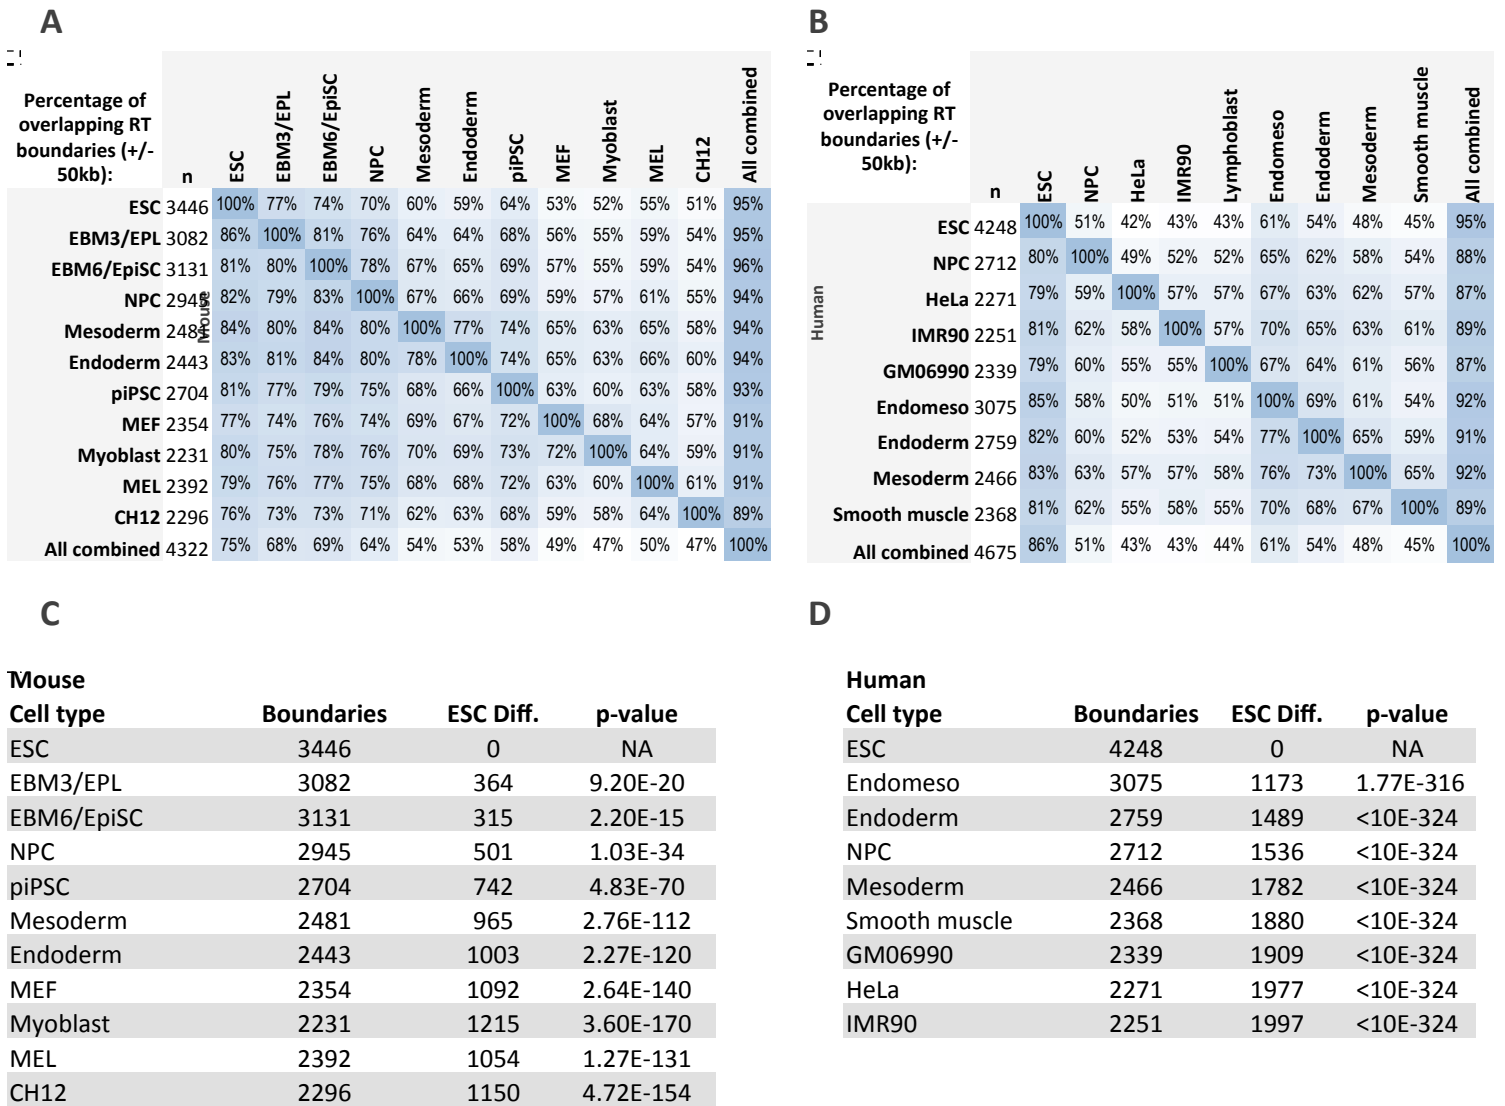 A
Percentage of overlapping RT boundaries (+/- 50kb):
n ESC EBM3/EPL EBM6/EpiSC NPC Mesoderm Endoderm piPSC MEF Myoblast MEL CH12 All combined
Mouse
ESC 3446 100% 77% 74% 70% 60% 59% 64% 53% 52% 55% 51% 95%
EBM3/EPL 3082 86% 100% 81% 76% 64% 64% 68% 56% 55% 59% 54% 95%
EBM6/EpiSC 3131 81% 80% 100% 78% 67% 65% 69% 57% 55% 59% 54% 96%
NPC 2945 82% 79% 83% 100% 67% 66% 69% 59% 57% 61% 55% 94%
Mesoderm 2481 84% 80% 84% 80% 100% 77% 74% 65% 63% 65% 58% 94%
Endoderm 2443 83% 81% 84% 80% 78% 100% 74% 65% 63% 66% 60% 94%
piPSC 2704 81% 77% 79% 75% 68% 66% 100% 63% 60% 63% 58% 93%
MEF 2354 77% 74% 76% 74% 69% 67% 72% 100% 68% 64% 57% 91%
Myoblast 2231 80% 75% 78% 76% 70% 69% 73% 72% 100% 64% 59% 91%
MEL 2392 79% 76% 77% 75% 68% 68% 72% 63% 60% 100% 61% 91%
CH12 2296 76% 73% 73% 71% 62% 63% 68% 59% 58% 64% 100% 89%
All combined 4322 75% 68% 69% 64% 54% 53% 58% 49% 47% 50% 47% 100%
B
Percentage of overlapping RT boundaries (+/- 50kb):
n ESC NPC HeLa IMR90 Lymphoblast Endomeso Endoderm Mesoderm Smooth muscle All combined
Human
ESC 4248 100% 51% 42% 43% 43% 61% 54% 48% 45% 95%
NPC 2712 80% 100% 49% 52% 52% 65% 62% 58% 54% 88%
HeLa 2271 79% 59% 100% 57% 57% 67% 63% 62% 57% 87%
IMR90 2251 81% 62% 58% 100% 57% 70% 65% 63% 61% 89%
GM06990 2339 79% 60% 55% 55% 100% 67% 64% 61% 56% 87%
Endomeso 3075 85% 58% 50% 51% 51% 100% 69% 61% 54% 92%
Endoderm 2759 82% 60% 52% 53% 54% 77% 100% 65% 59% 91%
Mesoderm 2466 83% 63% 57% 57% 58% 76% 73% 100% 65% 92%
Smooth muscle 2368 81% 62% 55% 58% 55% 70% 68% 67% 100% 89%
All combined 4675 86% 51% 43% 43% 44% 61% 54% 48% 45% 100%
C
Mouse
Cell type Boundaries ESC Diff. p-value
ESC 3446 0 NA
EBM3/EPL 3082 364 9.20E-20
EBM6/EpiSC 3131 315 2.20E-15
NPC 2945 501 1.03E-34
piPSC 2704 742 4.83E-70
Mesoderm 2481 965 2.76E-112
Endoderm 2443 1003 2.27E-120
MEF 2354 1092 2.64E-140
Myoblast 2231 1215 3.60E-170
MEL 2392 1054 1.27E-131
CH12 2296 1150 4.72E-154
D
Human
Cell type Boundaries ESC Diff. p-value
ESC 4248 0 NA
Endomeso 3075 1173 1.77E-316
Endoderm 2759 1489 <10E-324
NPC 2712 1536 <10E-324
Mesoderm 2466 1782 <10E-324
Smooth muscle 2368 1880 <10E-324
GM06990 2339 1909 <10E-324
HeLa 2271 1977 <10E-324
IMR90 2251 1997 <10E-324